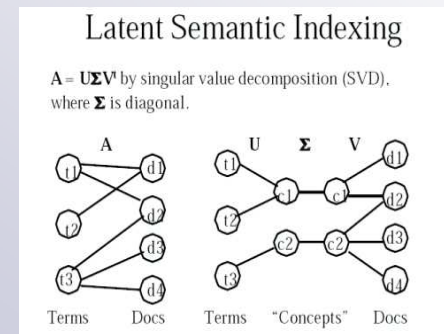 Latent Semantic Indexing
A = UΣVᵗ by singular value decomposition (SVD),
where Σ is diagonal.
A U Σ V
t1 d1 t1 c1 c1 d1
t2 d2 t2 d2
t3 d3 c2 c2 d3
d4 t3 d4
Terms Docs Terms "Concepts" Docs